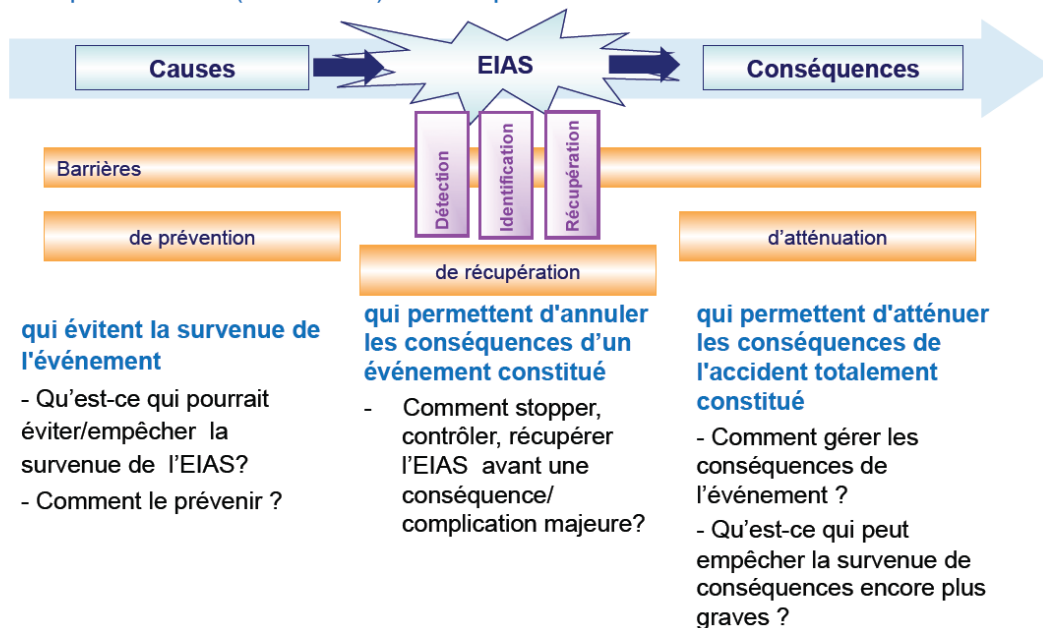 Causes
EIAS
Conséquences
Détection
Identification
Récupération
Barrières
de prévention
de récupération
d'atténuation
qui évitent la survenue de
l'événement
- Qu'est-ce qui pourrait
éviter/empêcher la
survenue de l'EIAS?
- Comment le prévenir ?
qui permettent d'annuler
les conséquences d'un
événement constitué
- Comment stopper,
contrôler, récupérer
l'EIAS avant une
conséquence/
complication majeure?
qui permettent d'atténuer
les conséquences de
l'accident totalement
constitué
- Comment gérer les
conséquences de
l'événement ?
- Qu'est-ce qui peut
empêcher la survenue de
conséquences encore plus
graves ?